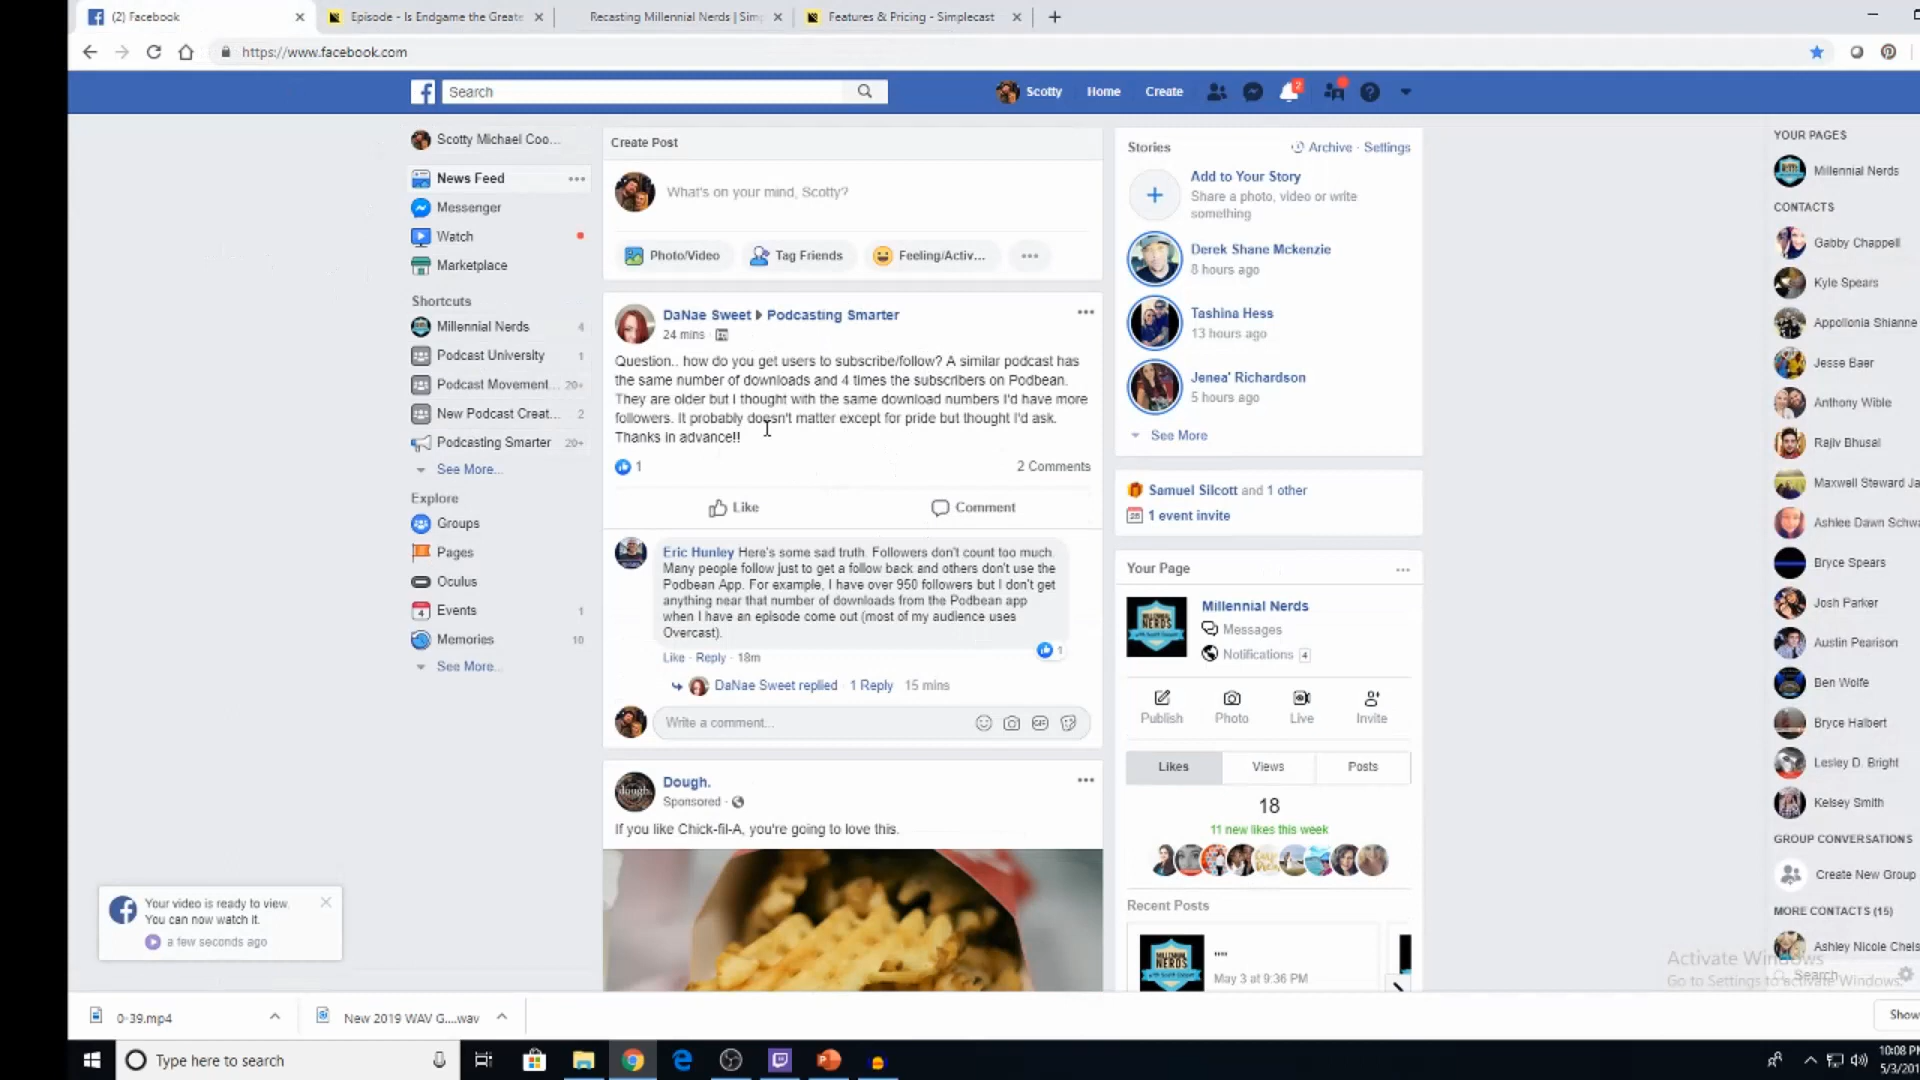 (2) Facebook
Episode - Is Endgame the Greate
Recasting Millennial Nerds | Sim
Features & Pricing - Simplecast
https://www.facebook.com
Search
Scotty
Home
Create
2
Scotty Michael Coo...
News Feed
Messenger
Watch
Marketplace
Shortcuts
Millennial Nerds 4
Podcast University 1
Podcast Movement... 20+
New Podcast Creat... 2
Podcasting Smarter 20+
See More...
Explore
Groups
Pages
Oculus
Events 1
Memories 10
See More...
Create Post
What's on your mind, Scotty?
Photo/Video
Tag Friends
Feeling/Activ...
DaNae Sweet Podcasting Smarter
24 mins ·
Question.. how do you get users to subscribe/follow? A similar podcast has
the same number of downloads and 4 times the subscribers on Podbean.
They are older but I thought with the same download numbers I'd have more
followers. It probably doesn't matter except for pride but thought I'd ask.
Thanks in advance!!
1
2 Comments
Like
Comment
Eric Hunley Here's some sad truth. Followers don't count too much.
Many people follow just to get a follow back and others don't use the
Podbean App. For example, I have over 950 followers but I don't get
anything near that number of downloads from the Podbean app
when I have an episode come out (most of my audience uses
Overcast).
1
Like · Reply · 18m
DaNae Sweet replied · 1 Reply 15 mins
Write a comment...
GIF
Dough.
Sponsored ·
If you like Chick-fil-A, you're going to love this.
dough.
Stories
Archive · Settings
Add to Your Story
Share a photo, video or write
something
Derek Shane Mckenzie
8 hours ago
Tashina Hess
13 hours ago
Jenea' Richardson
5 hours ago
See More
Samuel Silcott and 1 other
1 event invite
Your Page
Millennial Nerds
Messages
Notifications 4
Publish
Photo
Live
Invite
Likes
Views
Posts
18
11 new likes this week
Recent Posts
MILLENNIAL
NERDS
....
May 3 at 9:36 PM
YOUR PAGES
Millennial Nerds
CONTACTS
Gabby Chappell
Kyle Spears
Appollonia Shianne
Jesse Baer
Anthony Wible
Rajiv Bhusal
Maxwell Steward Ja
Ashlee Dawn Schwa
Bryce Spears
Josh Parker
Austin Pearison
Ben Wolfe
Bryce Halbert
Lesley D. Bright
Kelsey Smith
GROUP CONVERSATIONS
Create New Group
MORE CONTACTS (15)
Ashley Nicole Chels
Search
Activate Windows
Go to Settings to activate Windows.
Your video is ready to view.
You can now watch it.
a few seconds ago
0-39.mp4
New 2019 WAV G....wav
Show
Type here to search
10:08 PM
5/3/201